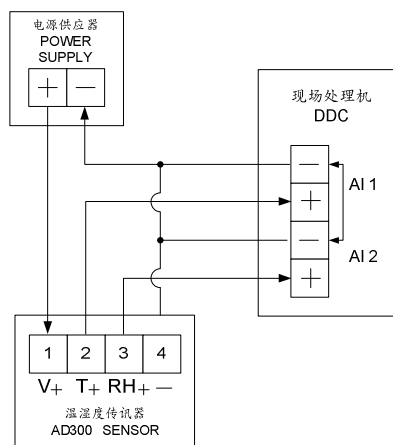 电源供应器
POWER
SUPPLY
+ −
现场处理机
DDC
−
+
−
+
AI 1
AI 2
1 2 3 4
V+ T+ RH+ −
温湿度传讯器
AD300 SENSOR